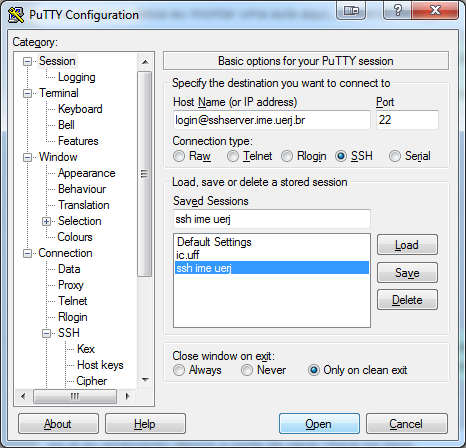 PuTTY Configuration
Category:
Session
Logging
Terminal
Keyboard
Bell
Features
Window
Appearance
Behaviour
Translation
Selection
Colours
Connection
Data
Proxy
Telnet
Rlogin
SSH
Kex
Host keys
Cipher
Basic options for your PuTTY session
Specify the destination you want to connect to
Host Name (or IP address) Port
login@sshserver.ime.uerj.br 22
Connection type:
Raw Telnet Rlogin SSH Serial
Load, save or delete a stored session
Saved Sessions
ssh ime uerj
Default Settings
ic.uff
ssh ime uerj
Load
Save
Delete
Close window on exit:
Always Never Only on clean exit
About Help Open Cancel